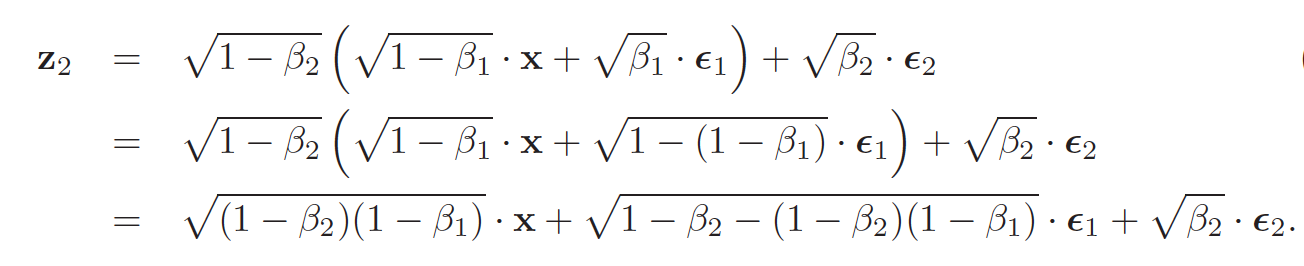 z₂ = √(1 − β₂) (√(1 − β₁) · x + √β₁ · ϵ₁) + √β₂ · ϵ₂
= √(1 − β₂) (√(1 − β₁) · x + √(1 − (1 − β₁)) · ϵ₁) + √β₂ · ϵ₂
= √((1 − β₂)(1 − β₁)) · x + √(1 − β₂ − (1 − β₂)(1 − β₁)) · ϵ₁ + √β₂ · ϵ₂.